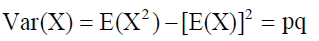 Var(X) = E(X²) − [E(X)]² = pq